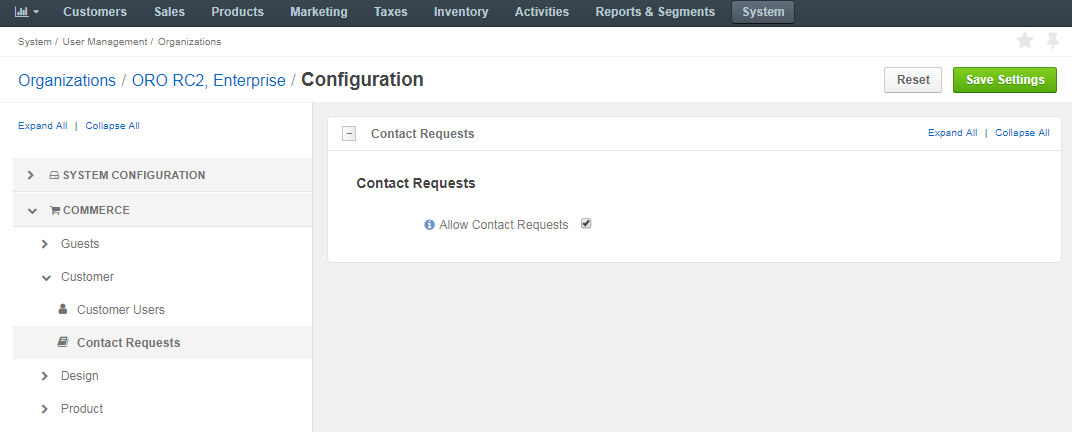 Customers Sales Products Marketing Taxes Inventory Activities Reports & Segments System
System / User Management / Organizations
Organizations / ORO RC2, Enterprise / Configuration Reset Save Settings
Expand All | Collapse All
SYSTEM CONFIGURATION
COMMERCE
Guests
Customer
Customer Users
Contact Requests
Design
Product
Contact Requests Expand All | Collapse All
Contact Requests
Allow Contact Requests